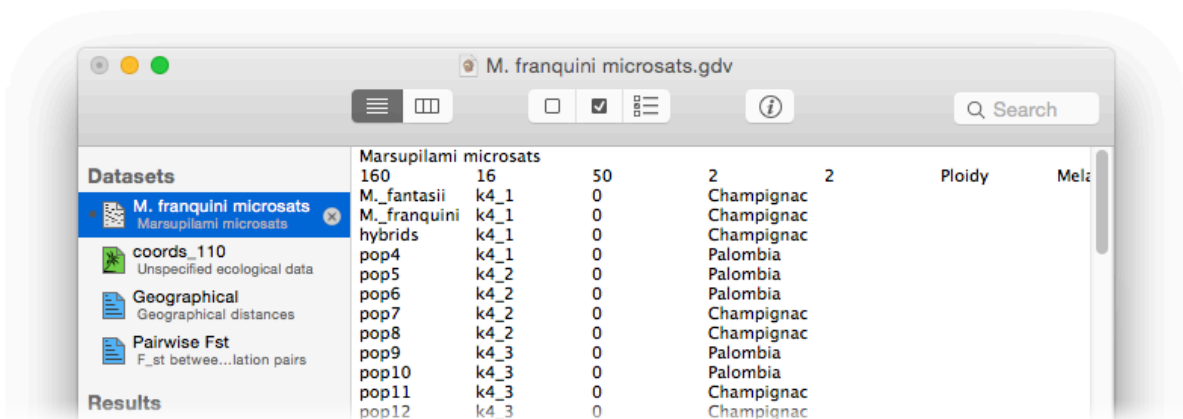 M. franquini microsats.gdv
Search
Datasets
M. franquini microsats
Marsupilami microsats
coords_110
Unspecified ecological data
Geographical
Geographical distances
Pairwise Fst
F_st betwee...lation pairs
Results
Marsupilami microsats
160 16 50 2 2 Ploidy Mela
M._fantasii k4_1 0 Champignac
M._franquini k4_1 0 Champignac
hybrids k4_1 0 Champignac
pop4 k4_1 0 Palombia
pop5 k4_2 0 Palombia
pop6 k4_2 0 Palombia
pop7 k4_2 0 Champignac
pop8 k4_2 0 Champignac
pop9 k4_3 0 Palombia
pop10 k4_3 0 Palombia
pop11 k4_3 0 Champignac
pop12 k4_3 0 Champignac